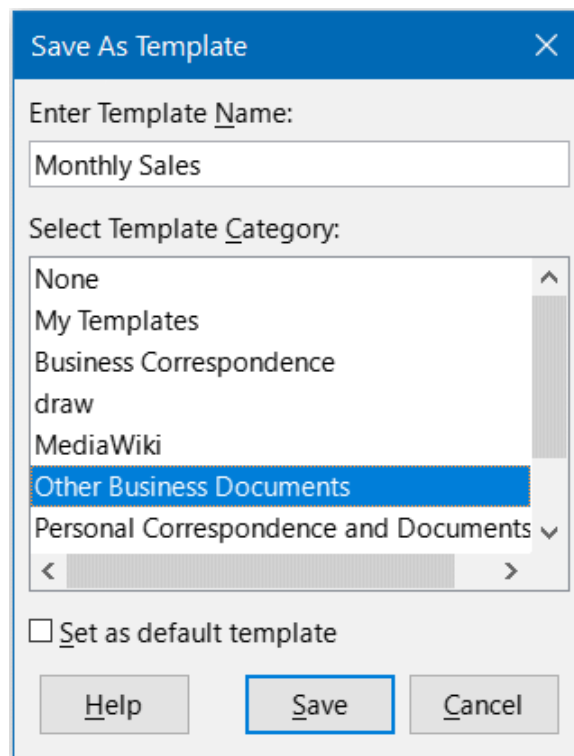 Save As Template
Enter Template Name:
Monthly Sales
Select Template Category:
None
My Templates
Business Correspondence
draw
MediaWiki
Other Business Documents
Personal Correspondence and Documents
Set as default template
Help Save Cancel